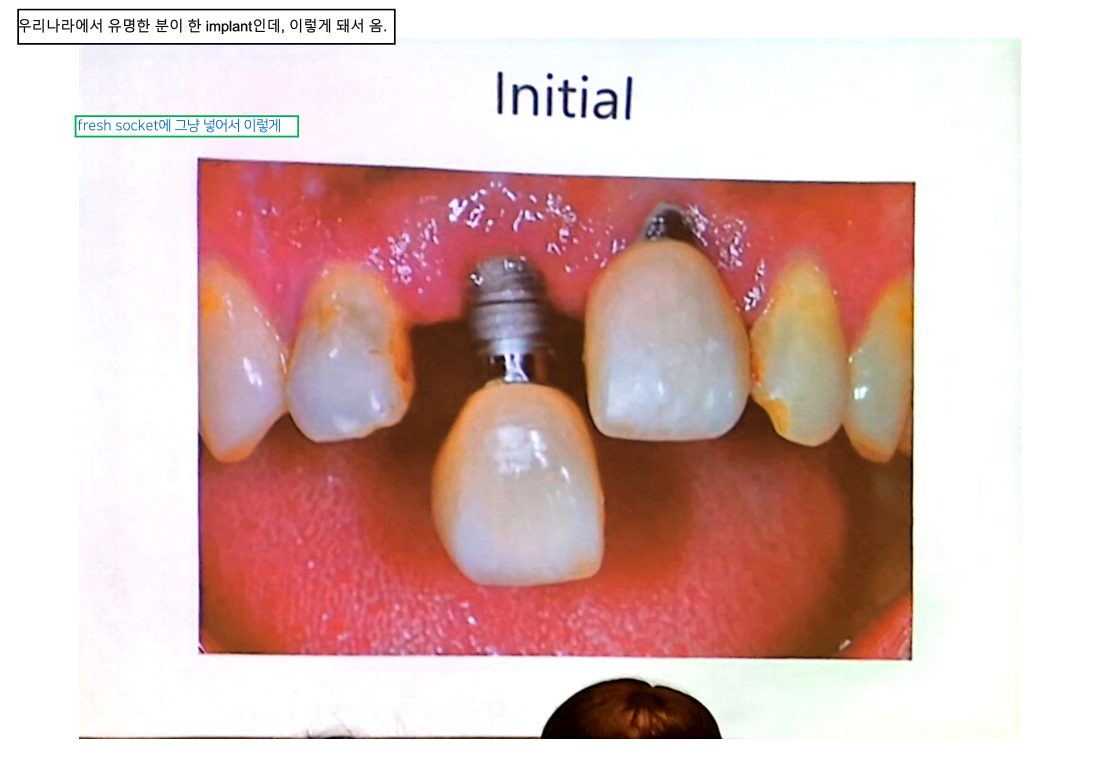 우리나라에서 유명한 분이 한 implant인데, 이렇게 돼서 옴.
Initial
fresh socket에 그냥 넣어서 이렇게